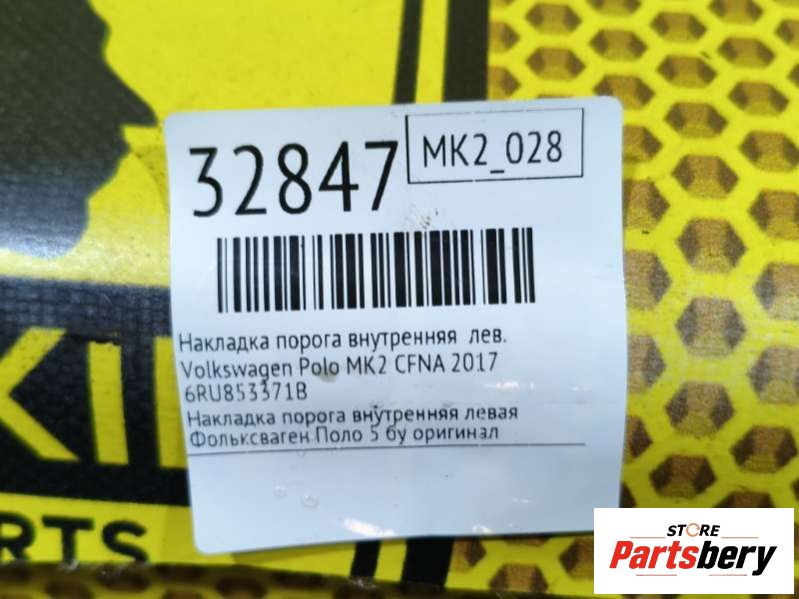 32847
MK2_028
Накладка порога внутренняя лев.
Volkswagen Polo MK2 CFNA 2017
6RU853371B
Накладка порога внутренняя левая
Фольксваген Поло 5 бу оригинал
STORE
Partsbery